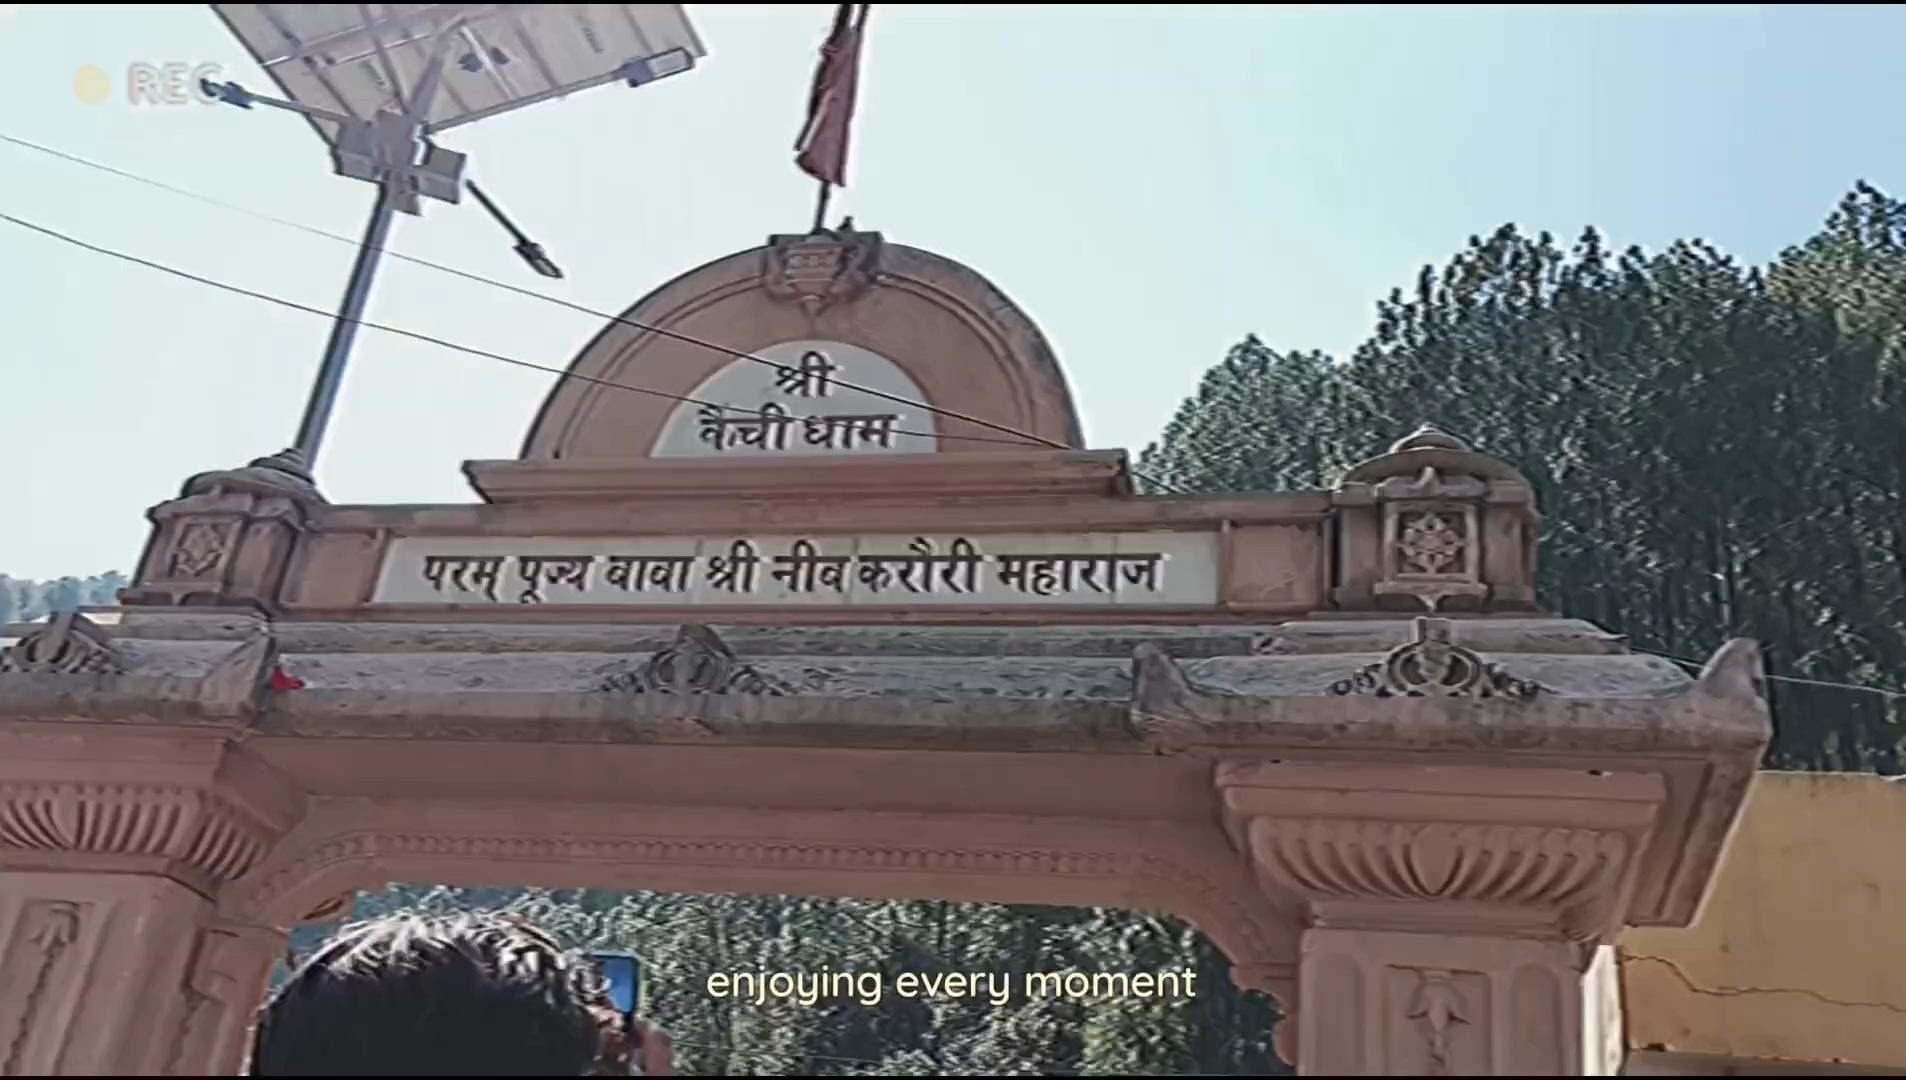 REC
श्री
कैंची धाम
परम् पूज्य बाबा श्री नीब करौरी महाराज
enjoying every moment